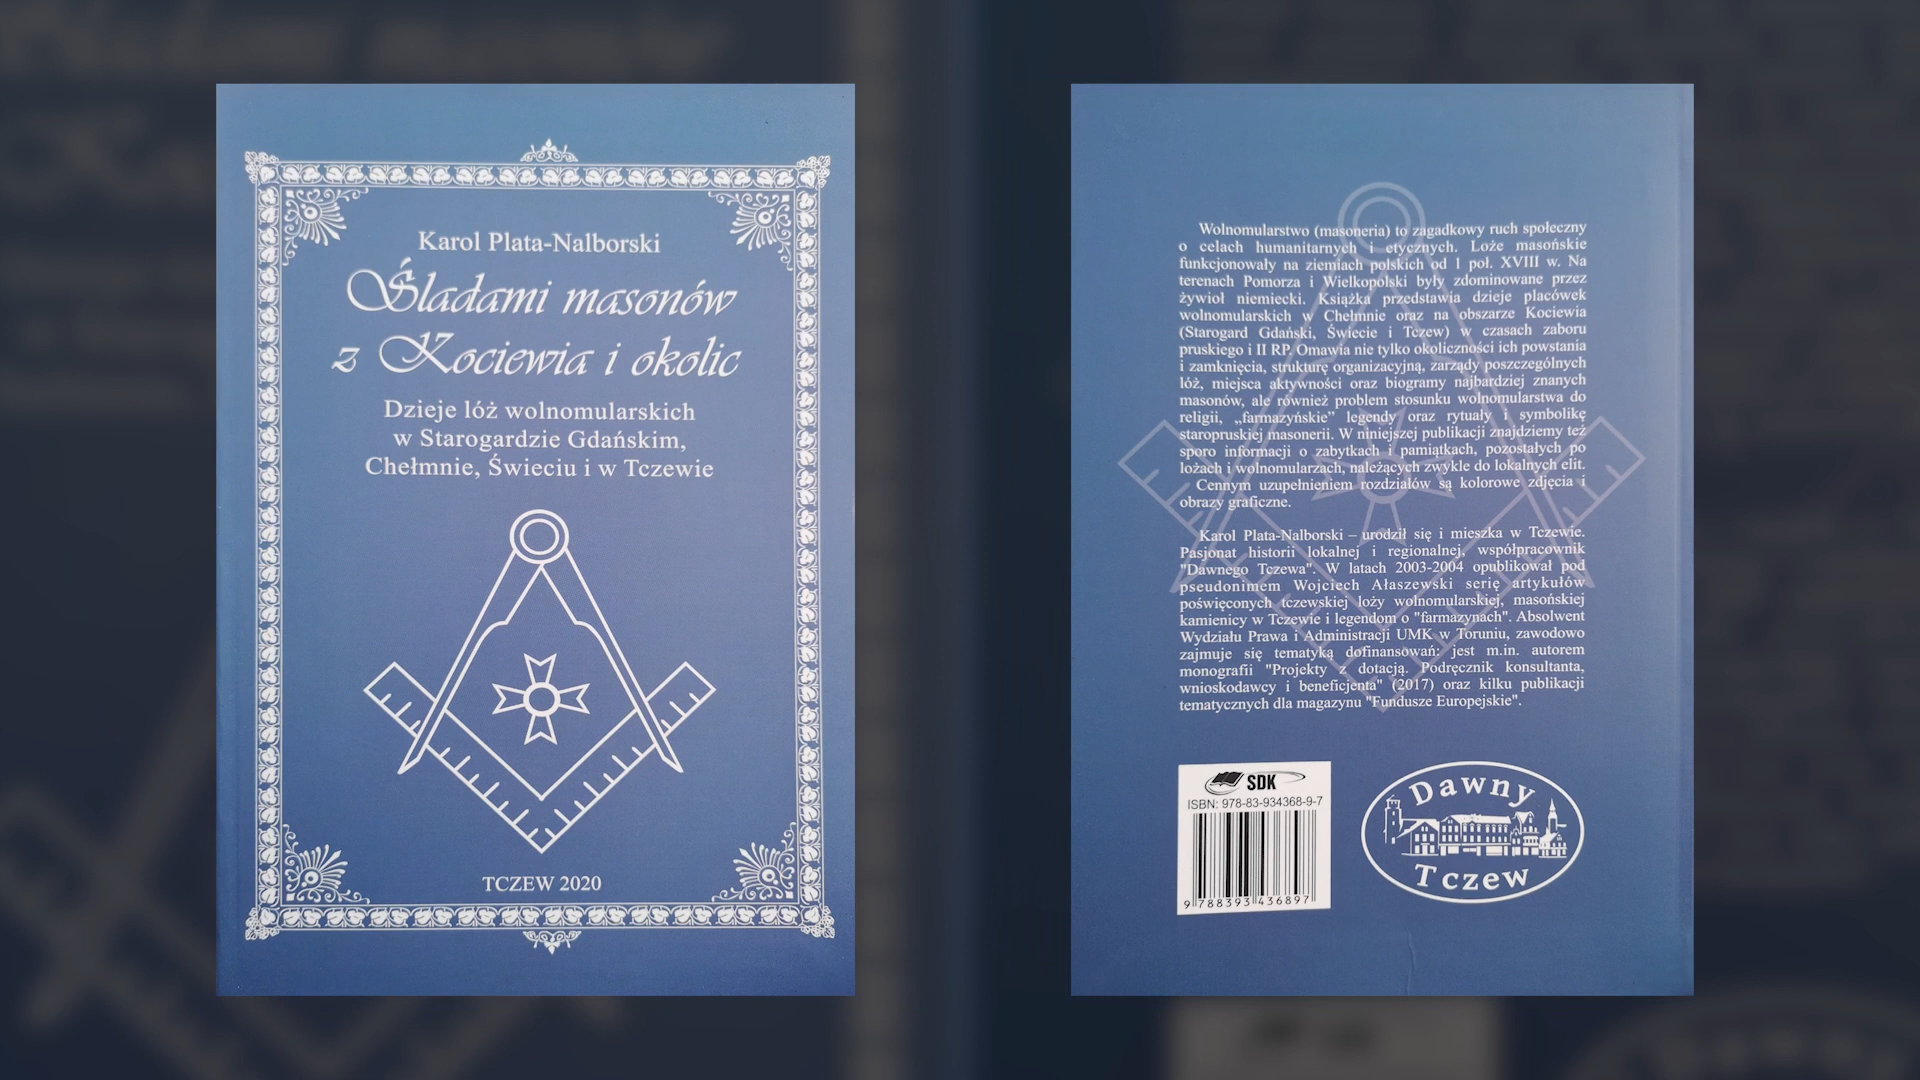 Karol Plata-Nalborski
Śladami masonów
z Kociewia i okolic
Dzieje lóż wolnomularskich
w Starogardzie Gdańskim,
Chełmnie, Świeciu i w Tczewie
TCZEW 2020
Wolnomularstwo (masoneria) to zagadkowy ruch społeczny
o celach humanitarnych i etycznych. Loże masońskie
funkcjonowały na ziemiach polskich od 1 poł. XVIII w. Na
terenach Pomorza i Wielkopolski były zdominowane przez
żywioł niemiecki. Książka przedstawia dzieje placówek
wolnomularskich w Chełmnie oraz na obszarze Kociewia
(Starogard Gdański, Świecie i Tczew) w czasach zaboru
pruskiego i II RP. Omawia nie tylko okoliczności ich powstania
i zamknięcia, strukturę organizacyjną, zarządy poszczególnych
lóż, miejsca aktywności oraz biogramy najbardziej znanych
masonów, ale również problem stosunku wolnomularstwa do
religii, „farmazyńskie” legendy oraz rytuały i symbolikę
staropruskiej masonerii. W niniejszej publikacji znajdziemy też
sporo informacji o zabytkach i pamiątkach, pozostałych po
lożach i wolnomularzach, należących zwykle do lokalnych elit.
Cennym uzupełnieniem rozdziałów są kolorowe zdjęcia i
obrazy graficzne.
Karol Plata-Nalborski – urodził się i mieszka w Tczewie.
Pasjonat historii lokalnej i regionalnej, współpracownik
"Dawnego Tczewa". W latach 2003-2004 opublikował pod
pseudonimem Wojciech Ałaszewski serię artykułów
poświęconych tczewskiej loży wolnomularskiej, masońskiej
kamienicy w Tczewie i legendom o "farmazynach". Absolwent
Wydziału Prawa i Administracji UMK w Toruniu, zawodowo
zajmuje się tematyką dofinansowań: jest m.in. autorem
monografii "Projekty z dotacją. Podręcznik konsultanta,
wnioskodawcy i beneficjenta" (2017) oraz kilku publikacji
tematycznych dla magazynu "Fundusze Europejskie".
SDK
ISBN: 978-83-934368-9-7
9 788393 436897
Dawny
Tczew